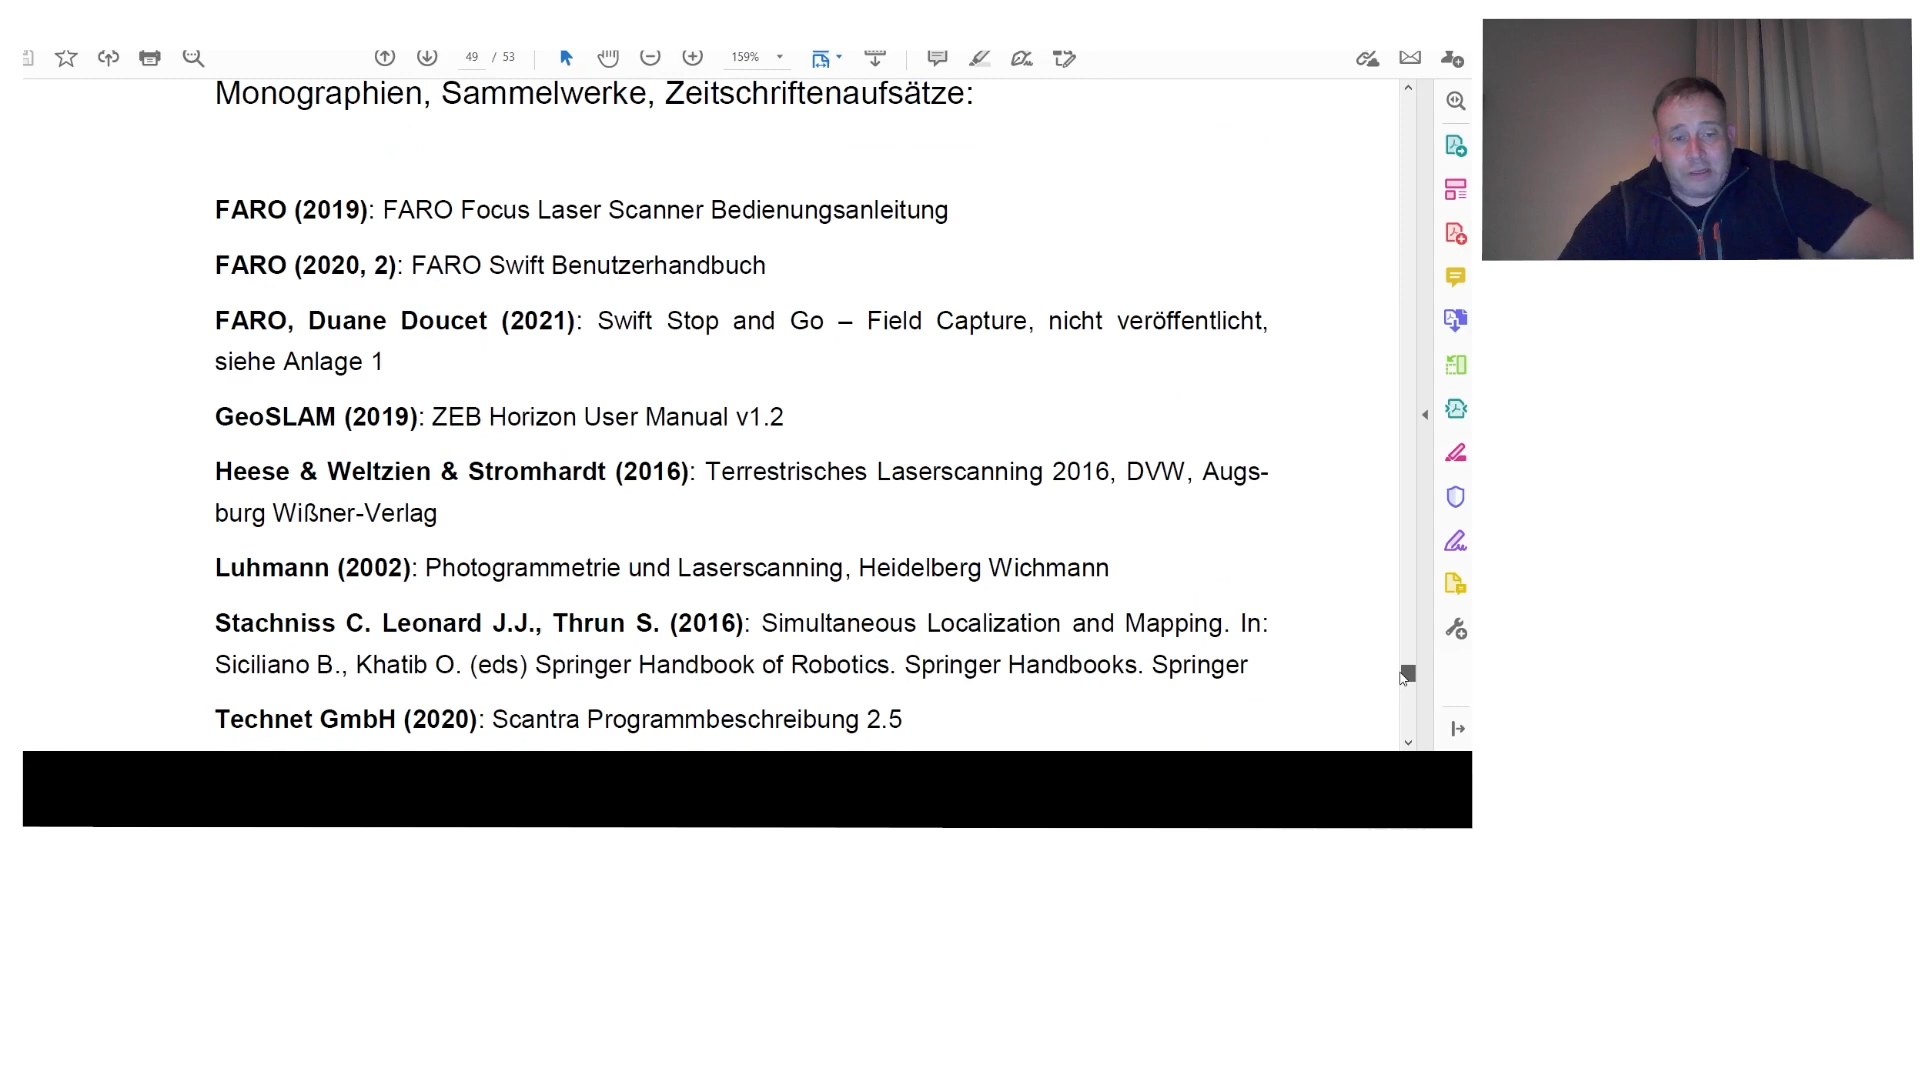 49 / 53
159%
Monographien, Sammelwerke, Zeitschriftenaufsätze:
FARO (2019): FARO Focus Laser Scanner Bedienungsanleitung
FARO (2020, 2): FARO Swift Benutzerhandbuch
FARO, Duane Doucet (2021): Swift Stop and Go – Field Capture, nicht veröffentlicht,
siehe Anlage 1
GeoSLAM (2019): ZEB Horizon User Manual v1.2
Heese & Weltzien & Stromhardt (2016): Terrestrisches Laserscanning 2016, DVW, Augs-
burg Wißner-Verlag
Luhmann (2002): Photogrammetrie und Laserscanning, Heidelberg Wichmann
Stachniss C. Leonard J.J., Thrun S. (2016): Simultaneous Localization and Mapping. In:
Siciliano B., Khatib O. (eds) Springer Handbook of Robotics. Springer Handbooks. Springer
Technet GmbH (2020): Scantra Programmbeschreibung 2.5